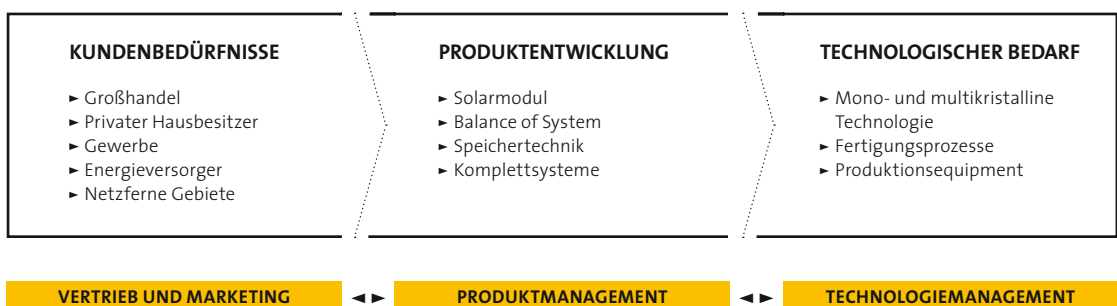 KUNDENBEDÜRFNISSE
► Großhandel
► Privater Hausbesitzer
► Gewerbe
► Energieversorger
► Netzferne Gebiete
PRODUKTENTWICKLUNG
► Solarmodul
► Balance of System
► Speichertechnik
► Komplettsysteme
TECHNOLOGISCHER BEDARF
► Mono- und multikristalline
Technologie
► Fertigungsprozesse
► Produktionsequipment
VERTRIEB UND MARKETING ◄ ► PRODUKTMANAGEMENT ◄ ► TECHNOLOGIEMANAGEMENT